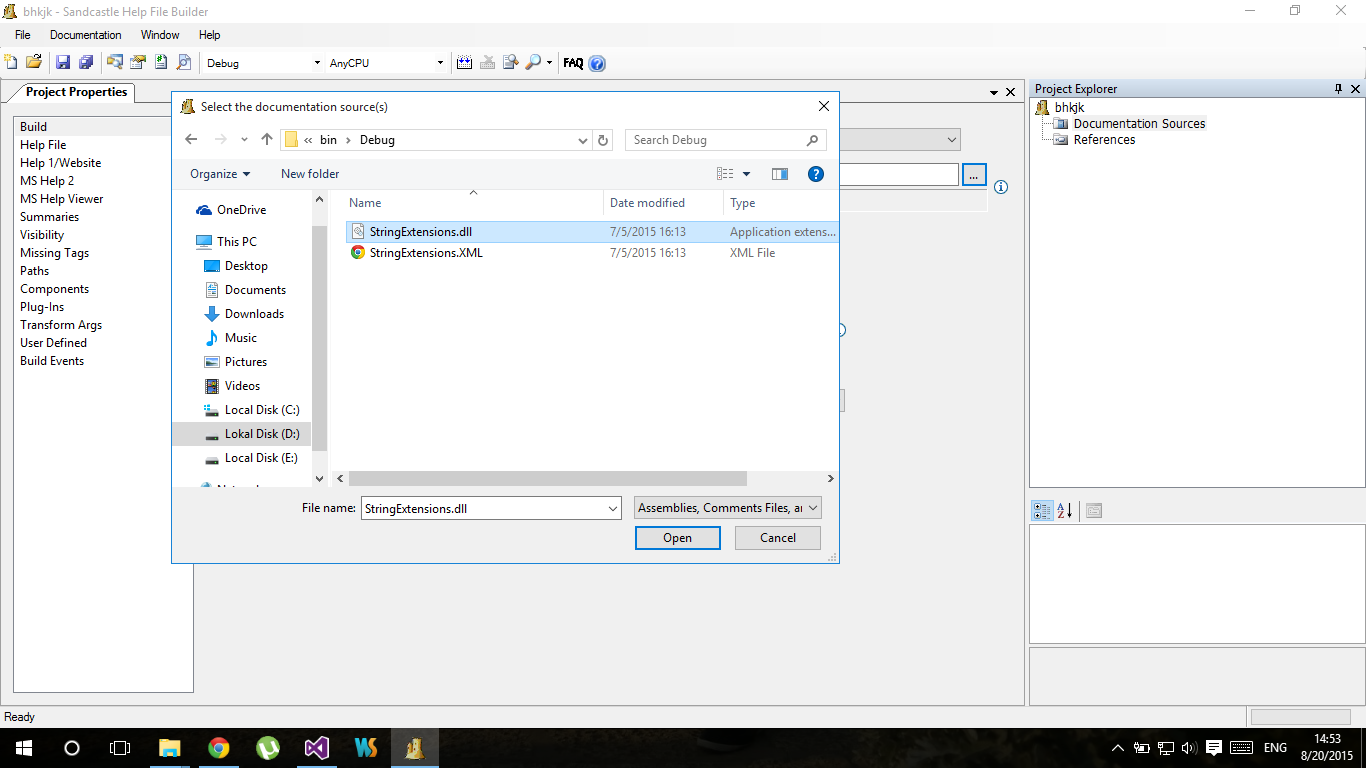 bhkjk - Sandcastle Help File Builder
File Documentation Window Help
Debug AnyCPU FAQ
Project Properties
Build
Help File
Help 1/Website
MS Help 2
MS Help Viewer
Summaries
Visibility
Missing Tags
Paths
Components
Plug-Ins
Transform Args
User Defined
Build Events
Select the documentation source(s)
« bin › Debug
Search Debug
Organize New folder
OneDrive
This PC
Desktop
Documents
Downloads
Music
Pictures
Videos
Local Disk (C:)
Lokal Disk (D:)
Local Disk (E:)
Name Date modified Type
StringExtensions.dll 7/5/2015 16:13 Application extens...
StringExtensions.XML 7/5/2015 16:13 XML File
File name: StringExtensions.dll
Assemblies, Comments Files, ar
Open Cancel
...
Project Explorer
bhkjk
Documentation Sources
References
Ready
ENG
14:53
8/20/2015